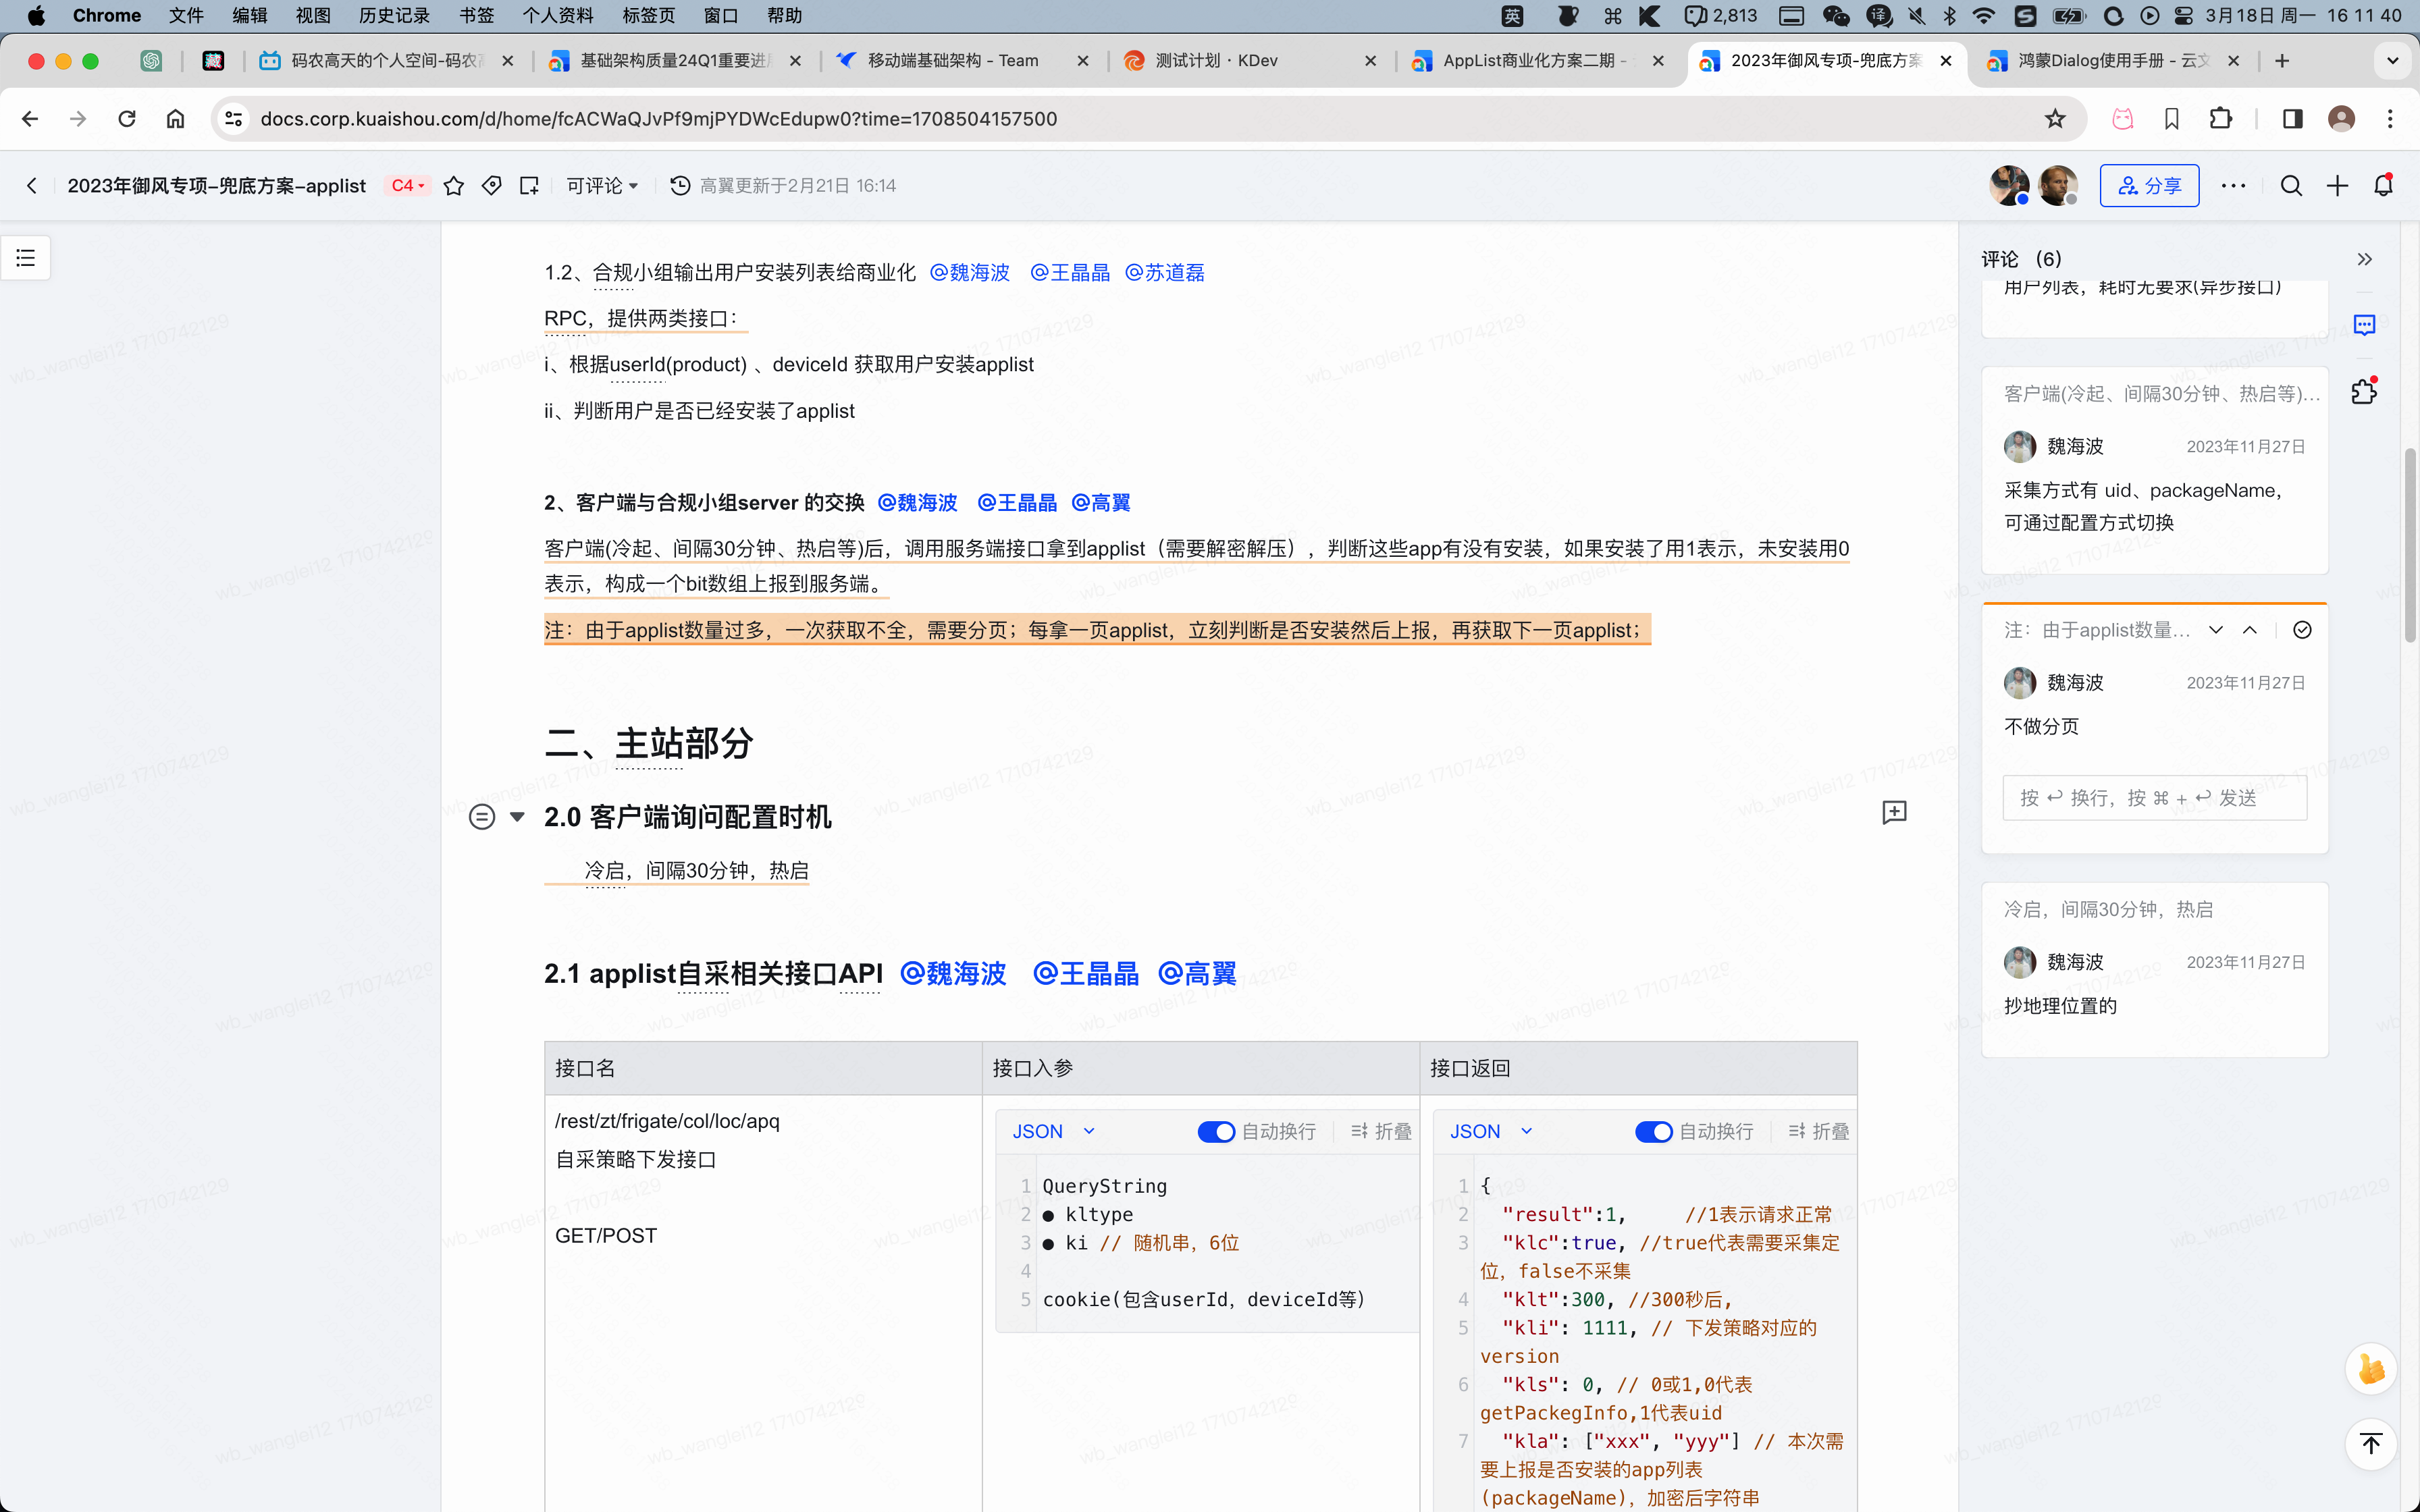 Chrome 文件 编辑 视图 历史记录 书签 个人资料 标签页 窗口 帮助 英 2,813 译 3月18日 周一 16 11 40
码农高天的个人空间-码农高 基础架构质量24Q1重要进展 移动端基础架构 - Team 测试计划 · KDev AppList商业化方案二期 - 2023年御风专项-兜底方案 鸿蒙Dialog使用手册 - 云文
docs.corp.kuaishou.com/d/home/fcACWaQJvPf9mjPYDWcEdupw0?time=1708504157500
2023年御风专项-兜底方案-applist C4 可评论 高翼更新于2月21日 16:14 分享
1.2、合规小组输出用户安装列表给商业化 @魏海波 @王晶晶 @苏道磊
RPC，提供两类接口：
i、根据userId(product) 、deviceId 获取用户安装applist
ii、判断用户是否已经安装了applist
2、客户端与合规小组server 的交换 @魏海波 @王晶晶 @高翼
客户端(冷起、间隔30分钟、热启等)后，调用服务端接口拿到applist（需要解密解压），判断这些app有没有安装，如果安装了用1表示，未安装用0
表示，构成一个bit数组上报到服务端。
注：由于applist数量过多，一次获取不全，需要分页；每拿一页applist，立刻判断是否安装然后上报，再获取下一页applist；
二、主站部分
2.0 客户端询问配置时机
冷启，间隔30分钟，热启
2.1 applist自采相关接口API @魏海波 @王晶晶 @高翼
接口名 接口入参 接口返回
/rest/zt/frigate/col/loc/apq
自采策略下发接口
GET/POST
JSON 自动换行 折叠
1 QueryString
2 ● kltype
3 ● ki // 随机串，6位
4
5 cookie(包含userId，deviceId等)
JSON 自动换行 折叠
1 {
2 "result":1, //1表示请求正常
3 "klc":true, //true代表需要采集定
位，false不采集
4 "klt":300, //300秒后,
5 "kli": 1111, // 下发策略对应的
version
6 "kls": 0, // 0或1,0代表
getPackegInfo,1代表uid
7 "kla": ["xxx", "yyy"] // 本次需
要上报是否安装的app列表
(packageName)，加密后字符串
评论 （6）
用户列表，耗时无要求(异步接口)
客户端(冷起、间隔30分钟、热启等)...
魏海波 2023年11月27日
采集方式有 uid、packageName，
可通过配置方式切换
注：由于applist数量...
魏海波 2023年11月27日
不做分页
按 ↩ 换行，按 ⌘ + ↩ 发送
冷启，间隔30分钟，热启
魏海波 2023年11月27日
抄地理位置的
wb_wanglei12 1710742129